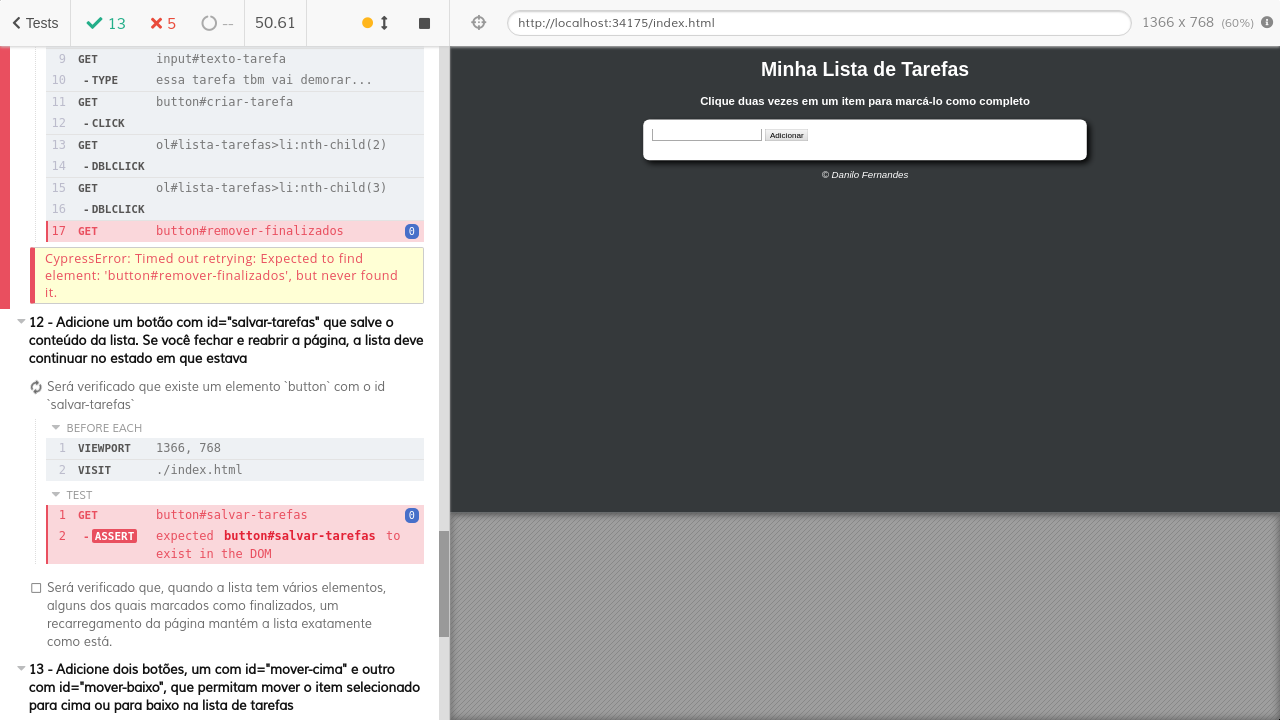 Tests
13
5
--
50.61
http://localhost:34175/index.html
1366 x 768 (60%)
9 GET input#texto-tarefa
10 -TYPE essa tarefa tbm vai demorar...
11 GET button#criar-tarefa
12 -CLICK
13 GET ol#lista-tarefas>li:nth-child(2)
14 -DBLCLICK
15 GET ol#lista-tarefas>li:nth-child(3)
16 -DBLCLICK
17 GET button#remover-finalizados 0
CypressError: Timed out retrying: Expected to find
element: 'button#remover-finalizados', but never found
it.
12 - Adicione um botão com id="salvar-tarefas" que salve o
conteúdo da lista. Se você fechar e reabrir a página, a lista deve
continuar no estado em que estava
Será verificado que existe um elemento `button` com o id
`salvar-tarefas`
BEFORE EACH
1 VIEWPORT 1366, 768
2 VISIT ./index.html
TEST
1 GET button#salvar-tarefas 0
2 -ASSERT expected button#salvar-tarefas to
exist in the DOM
Será verificado que, quando a lista tem vários elementos,
alguns dos quais marcados como finalizados, um
recarregamento da página mantém a lista exatamente
como está.
13 - Adicione dois botões, um com id="mover-cima" e outro
com id="mover-baixo", que permitam mover o item selecionado
para cima ou para baixo na lista de tarefas
Minha Lista de Tarefas
Clique duas vezes em um item para marcá-lo como completo
Adicionar
© Danilo Fernandes